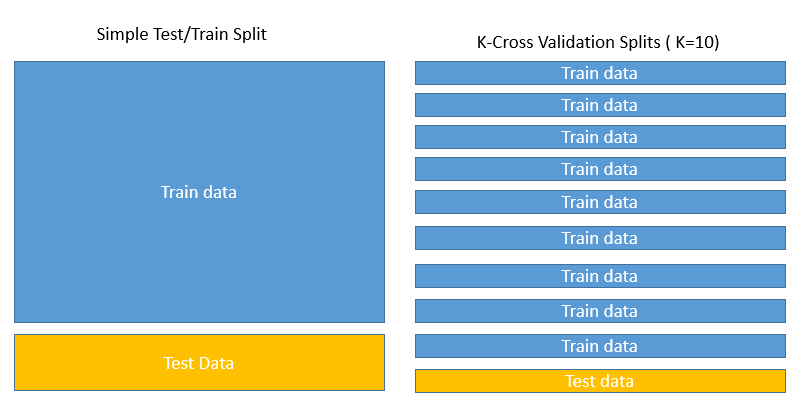 Simple Test/Train Split
Train data
Test Data
K-Cross Validation Splits ( K=10)
Train data
Train data
Train data
Train data
Train data
Train data
Train data
Train data
Train data
Test data